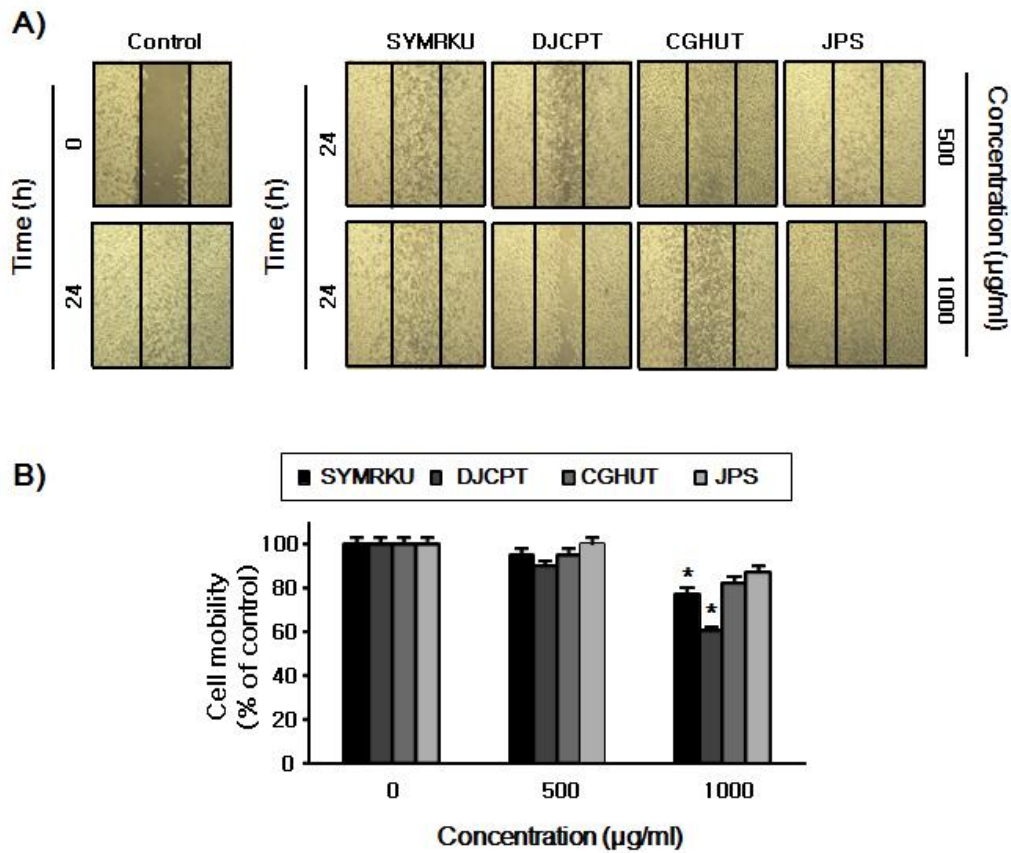 A)
Control
SYMRKU DJCPT CGHUT JPS
Time (h)
0
24
Time (h)
24
24
500
1000
Concentration (µg/ml)
B)
SYMRKU DJCPT CGHUT JPS
Cell mobility
(% of control)
100
80
60
40
20
0
* *
0 500 1000
Concentration (µg/ml)